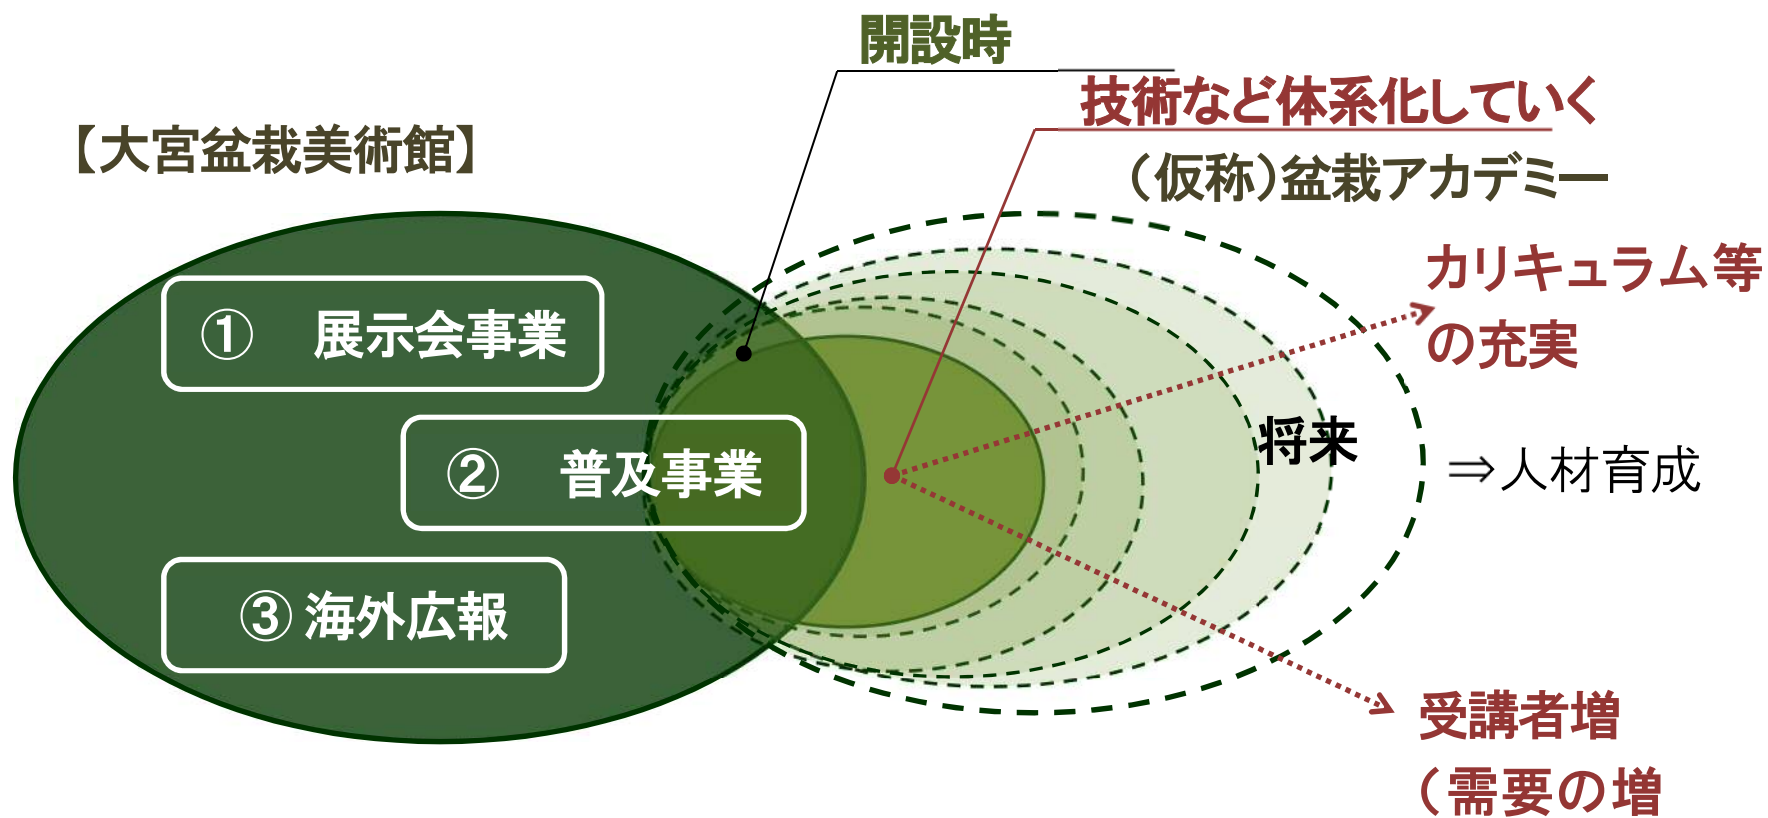 開設時
技術など体系化していく
【大宮盆栽美術館】
（仮称）盆栽アカデミー
カリキュラム等
の充実
① 展示会事業
将来
⇒人材育成
② 普及事業
③ 海外広報
受講者増
（需要の増